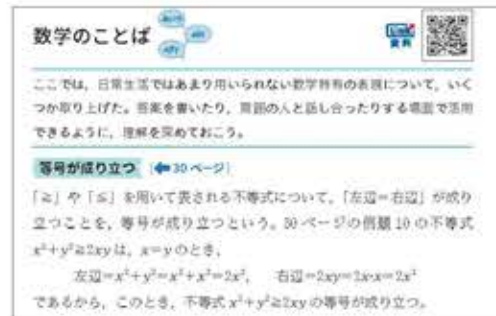 数学のことば
Link
資料
ここでは，日常生活ではあまり用いられない数学特有の表現について，いく
つか取り上げた。答案を書いたり，周囲の人と話し合ったりする場面で活用
できるように，理解を深めておこう。
等号が成り立つ （30ページ）
「≧」や「≦」を用いて表される不等式について，「左辺＝右辺」が成り
立つことを，等号が成り立つという。30ページの例題10の不等式
x²+y²≧2xyは，x=yのとき，
左辺=x²+y²=x²+x²=2x²， 右辺=2xy=2x·x=2x²
であるから，このとき，不等式x²+y²≧2xyの等号が成り立つ。